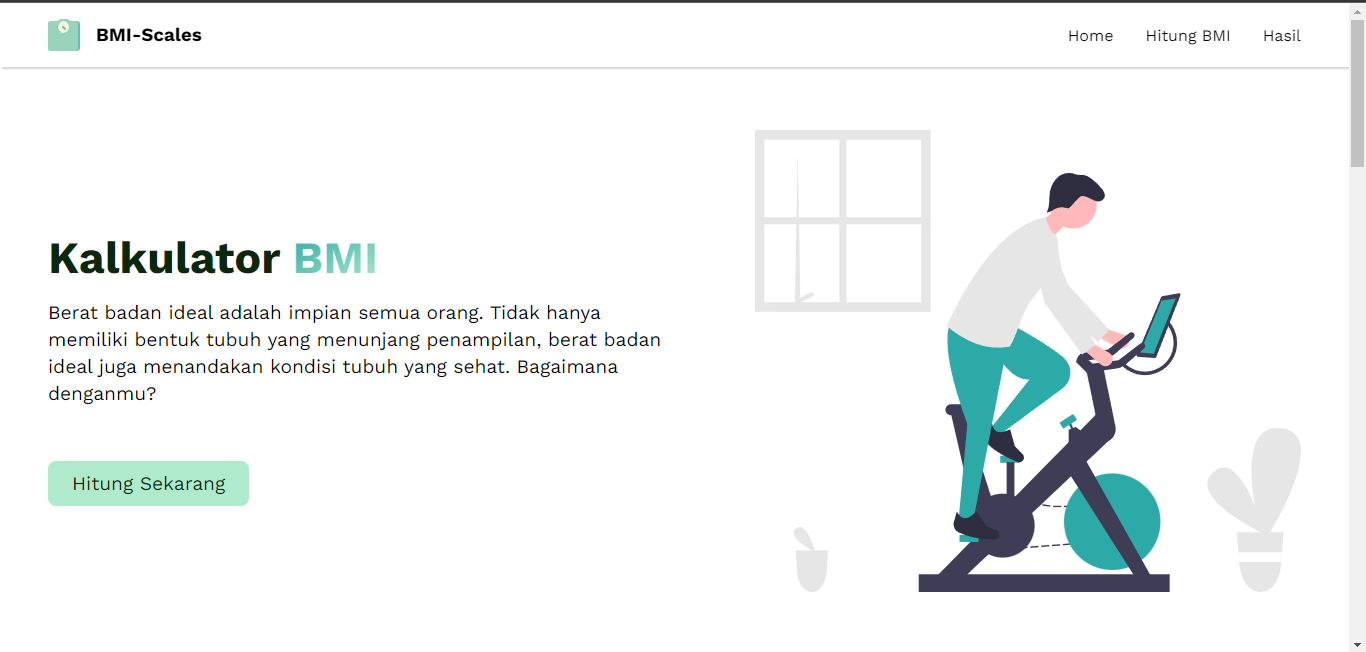 BMI-Scales
Home
Hitung BMI
Hasil
Kalkulator BMI
Berat badan ideal adalah impian semua orang. Tidak hanya
memiliki bentuk tubuh yang menunjang penampilan, berat badan
ideal juga menandakan kondisi tubuh yang sehat. Bagaimana
denganmu?
Hitung Sekarang